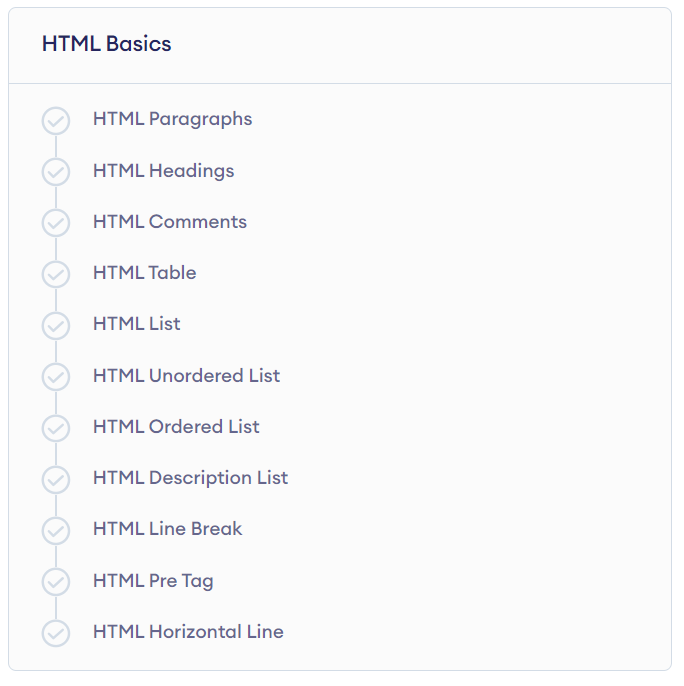 HTML Basics
HTML Paragraphs
HTML Headings
HTML Comments
HTML Table
HTML List
HTML Unordered List
HTML Ordered List
HTML Description List
HTML Line Break
HTML Pre Tag
HTML Horizontal Line